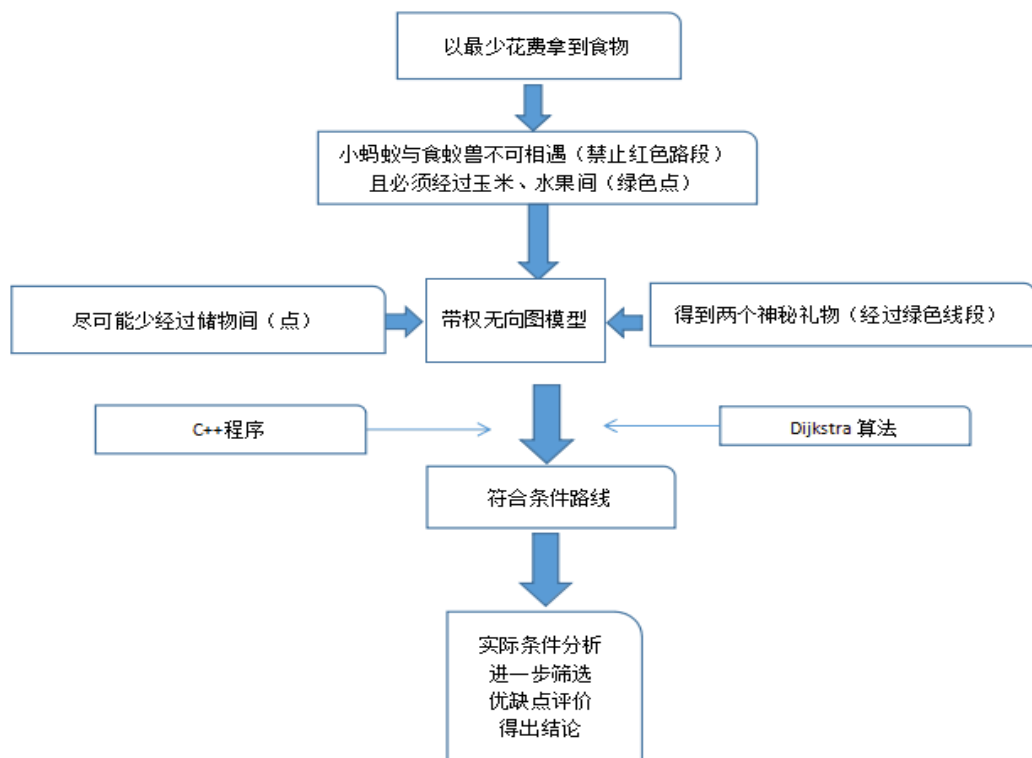 以最少花费拿到食物
小蚂蚁与食蚁兽不可相遇（禁止红色路段）
且必须经过玉米、水果间（绿色点）
尽可能少经过储物间（点）
带权无向图模型
得到两个神秘礼物（经过绿色线段）
C++程序
Dijkstra 算法
符合条件路线
实际条件分析
进一步筛选
优缺点评价
得出结论